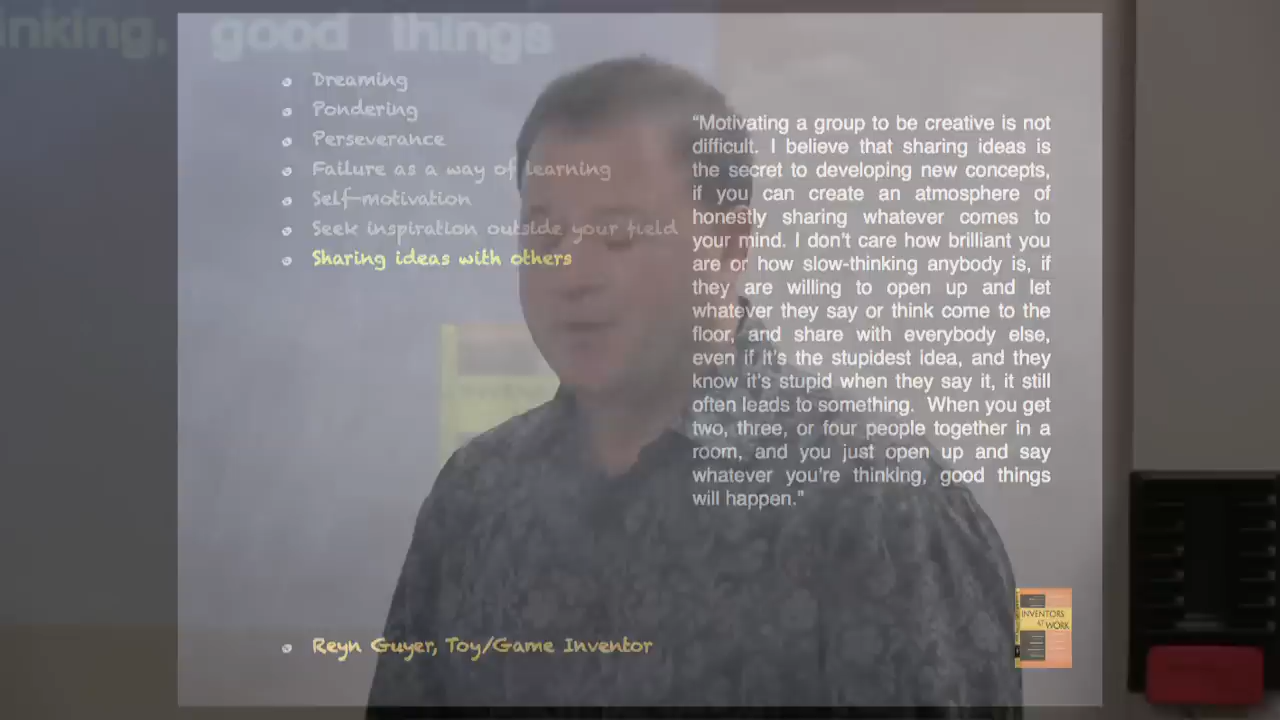 inking, good things
Dreaming
Pondering
Perseverance
Failure as a way of learning
Self-motivation
Seek inspiration outside your field
Sharing ideas with others
“Motivating a group to be creative is not
difficult. I believe that sharing ideas is
the secret to developing new concepts,
if you can create an atmosphere of
honestly sharing whatever comes to
your mind. I don't care how brilliant you
are or how slow-thinking anybody is, if
they are willing to open up and let
whatever they say or think come to the
floor, and share with everybody else,
even if it's the stupidest idea, and they
know it's stupid when they say it, it still
often leads to something. When you get
two, three, or four people together in a
room, and you just open up and say
whatever you're thinking, good things
will happen.”
Reyn Guyer, Toy/Game Inventor
INVENTORS
AT WORK